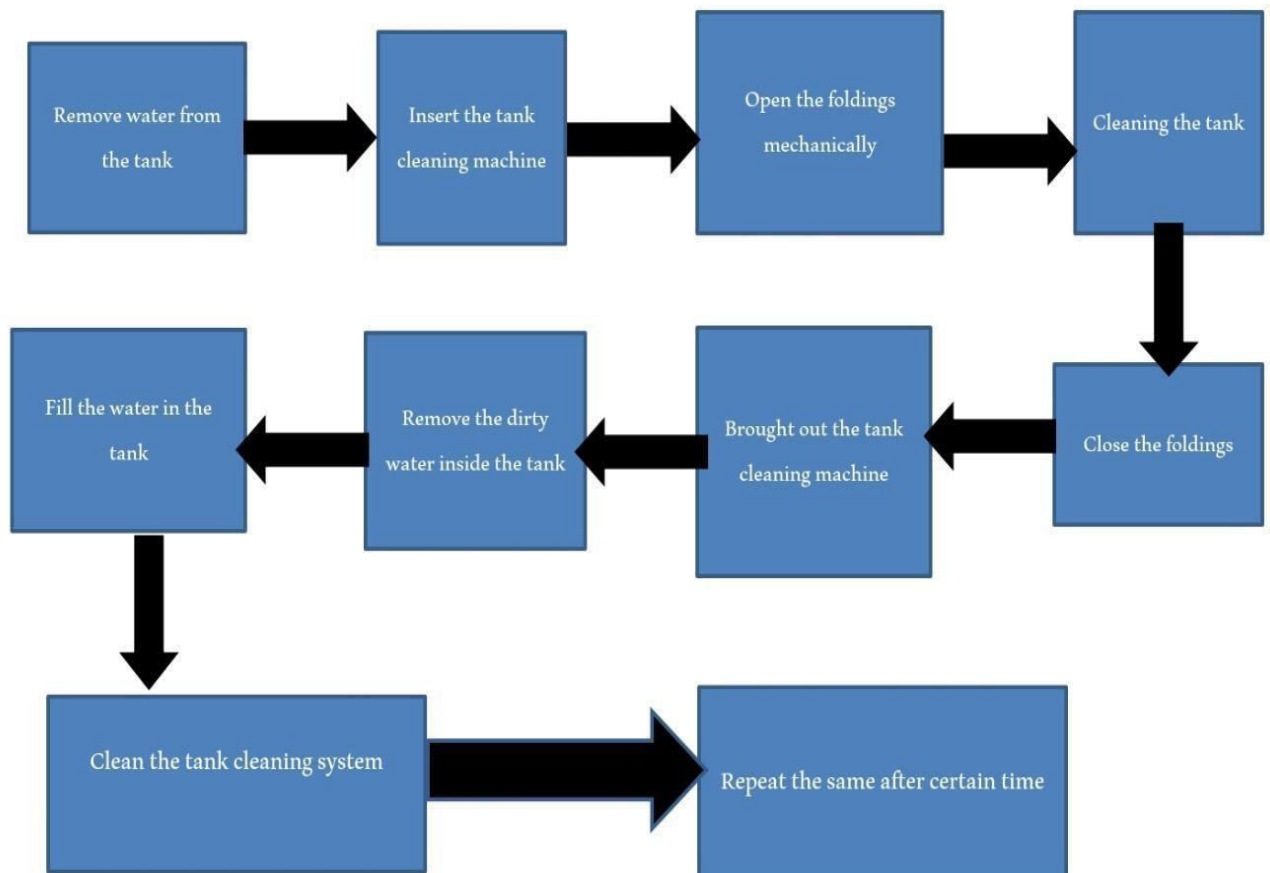 Remove water from
the tank
Insert the tank
cleaning machine
Open the foldings
mechanically
Cleaning the tank
Close the foldings
Brought out the tank
cleaning machine
Remove the dirty
water inside the tank
Fill the water in the
tank
Clean the tank cleaning system
Repeat the same after certain time